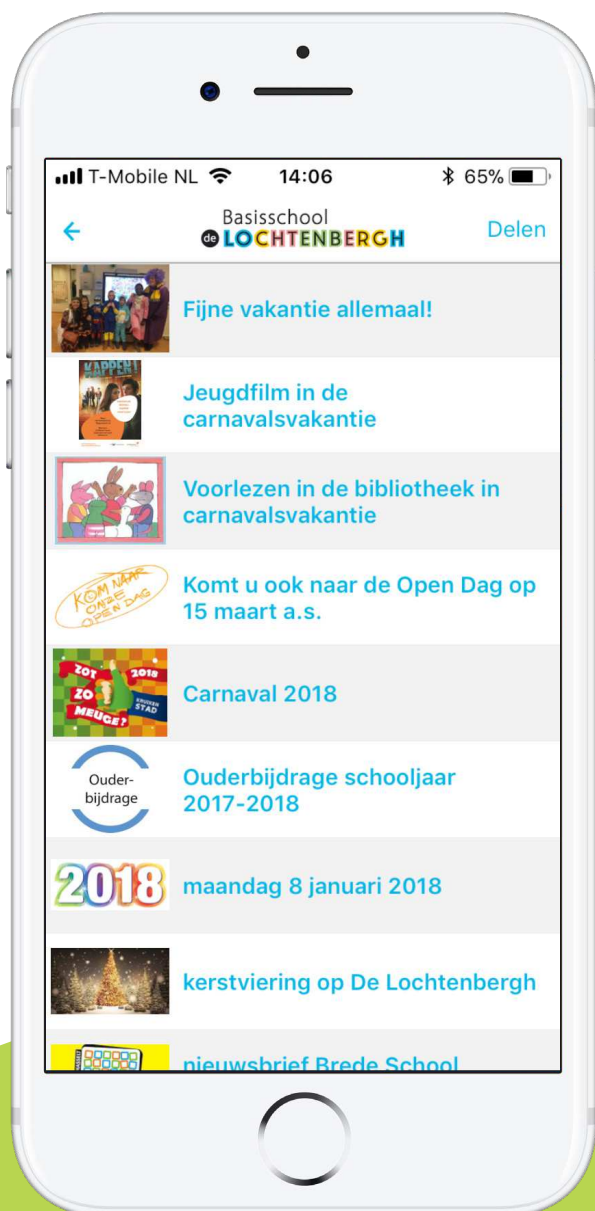 T-Mobile NL 14:06 65%
Basisschool
de LOCHTENBERGH
Delen
Fijne vakantie allemaal!
KAPPEN!
Jeugdfilm in de
carnavalsvakantie
Voorlezen in de bibliotheek in
carnavalsvakantie
KOM NAAR
ONZE
OPEN DAG
Komt u ook naar de Open Dag op
15 maart a.s.
ZOT 2018
ZO
MEUGE?
KRUIKEN
STAD
Carnaval 2018
Ouder-
bijdrage
Ouderbijdrage schooljaar
2017-2018
2018
maandag 8 januari 2018
kerstviering op De Lochtenbergh
nieuwsbrief Brede School